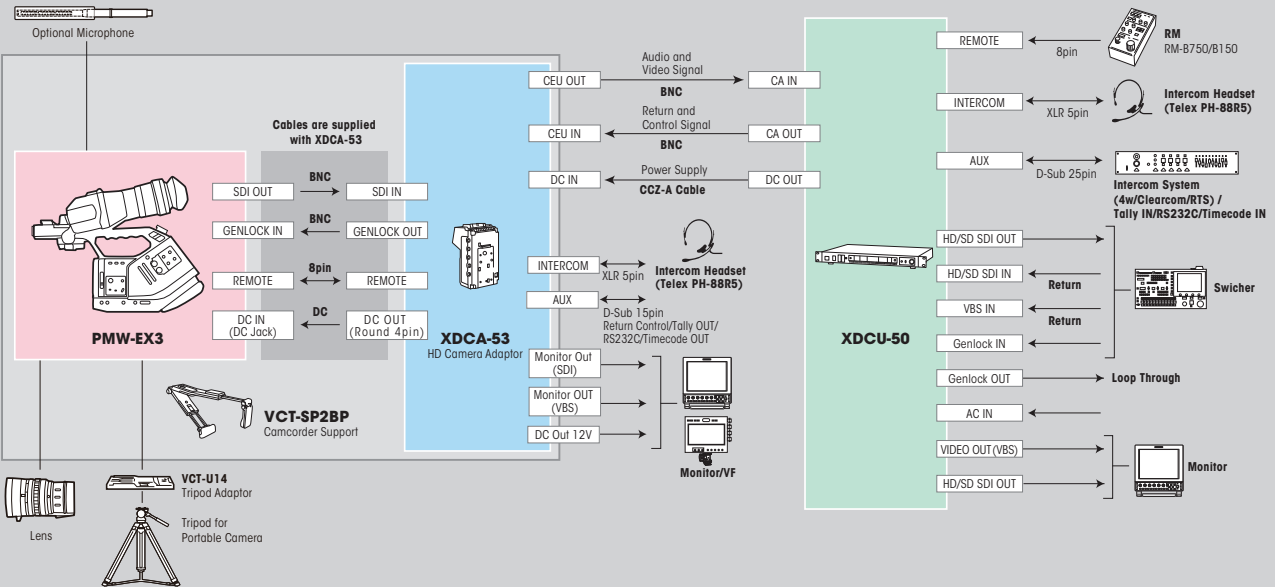 Optional Microphone
Cables are supplied
with XDCA-53
PMW-EX3
SDI OUT
BNC
SDI IN
GENLOCK IN
BNC
GENLOCK OUT
REMOTE
8pin
REMOTE
DC IN
(DC Jack)
DC
DC OUT
(Round 4pin)
VCT-SP2BP
Camcorder Support
Lens
VCT-U14
Tripod Adaptor
Tripod for
Portable Camera
XDCA-53
HD Camera Adaptor
CEU OUT
Audio and
Video Signal
BNC
CA IN
CEU IN
Return and
Control Signal
BNC
CA OUT
DC IN
Power Supply
CCZ-A Cable
DC OUT
INTERCOM
XLR 5pin
Intercom Headset
(Telex PH-88R5)
AUX
D-Sub 15pin
Return Control/Tally OUT/
RS232C/Timecode OUT
Monitor Out
(SDI)
Monitor OUT
(VBS)
DC Out 12V
Monitor/VF
XDCU-50
REMOTE
8pin
RM
RM-B750/B150
INTERCOM
XLR 5pin
Intercom Headset
(Telex PH-88R5)
AUX
D-Sub 25pin
Intercom System
(4w/Clearcom/RTS) /
Tally IN/RS232C/Timecode IN
HD/SD SDI OUT
HD/SD SDI IN
Return
VBS IN
Return
Genlock IN
Swicher
Genlock OUT
Loop Through
AC IN
VIDEO OUT(VBS)
HD/SD SDI OUT
Monitor